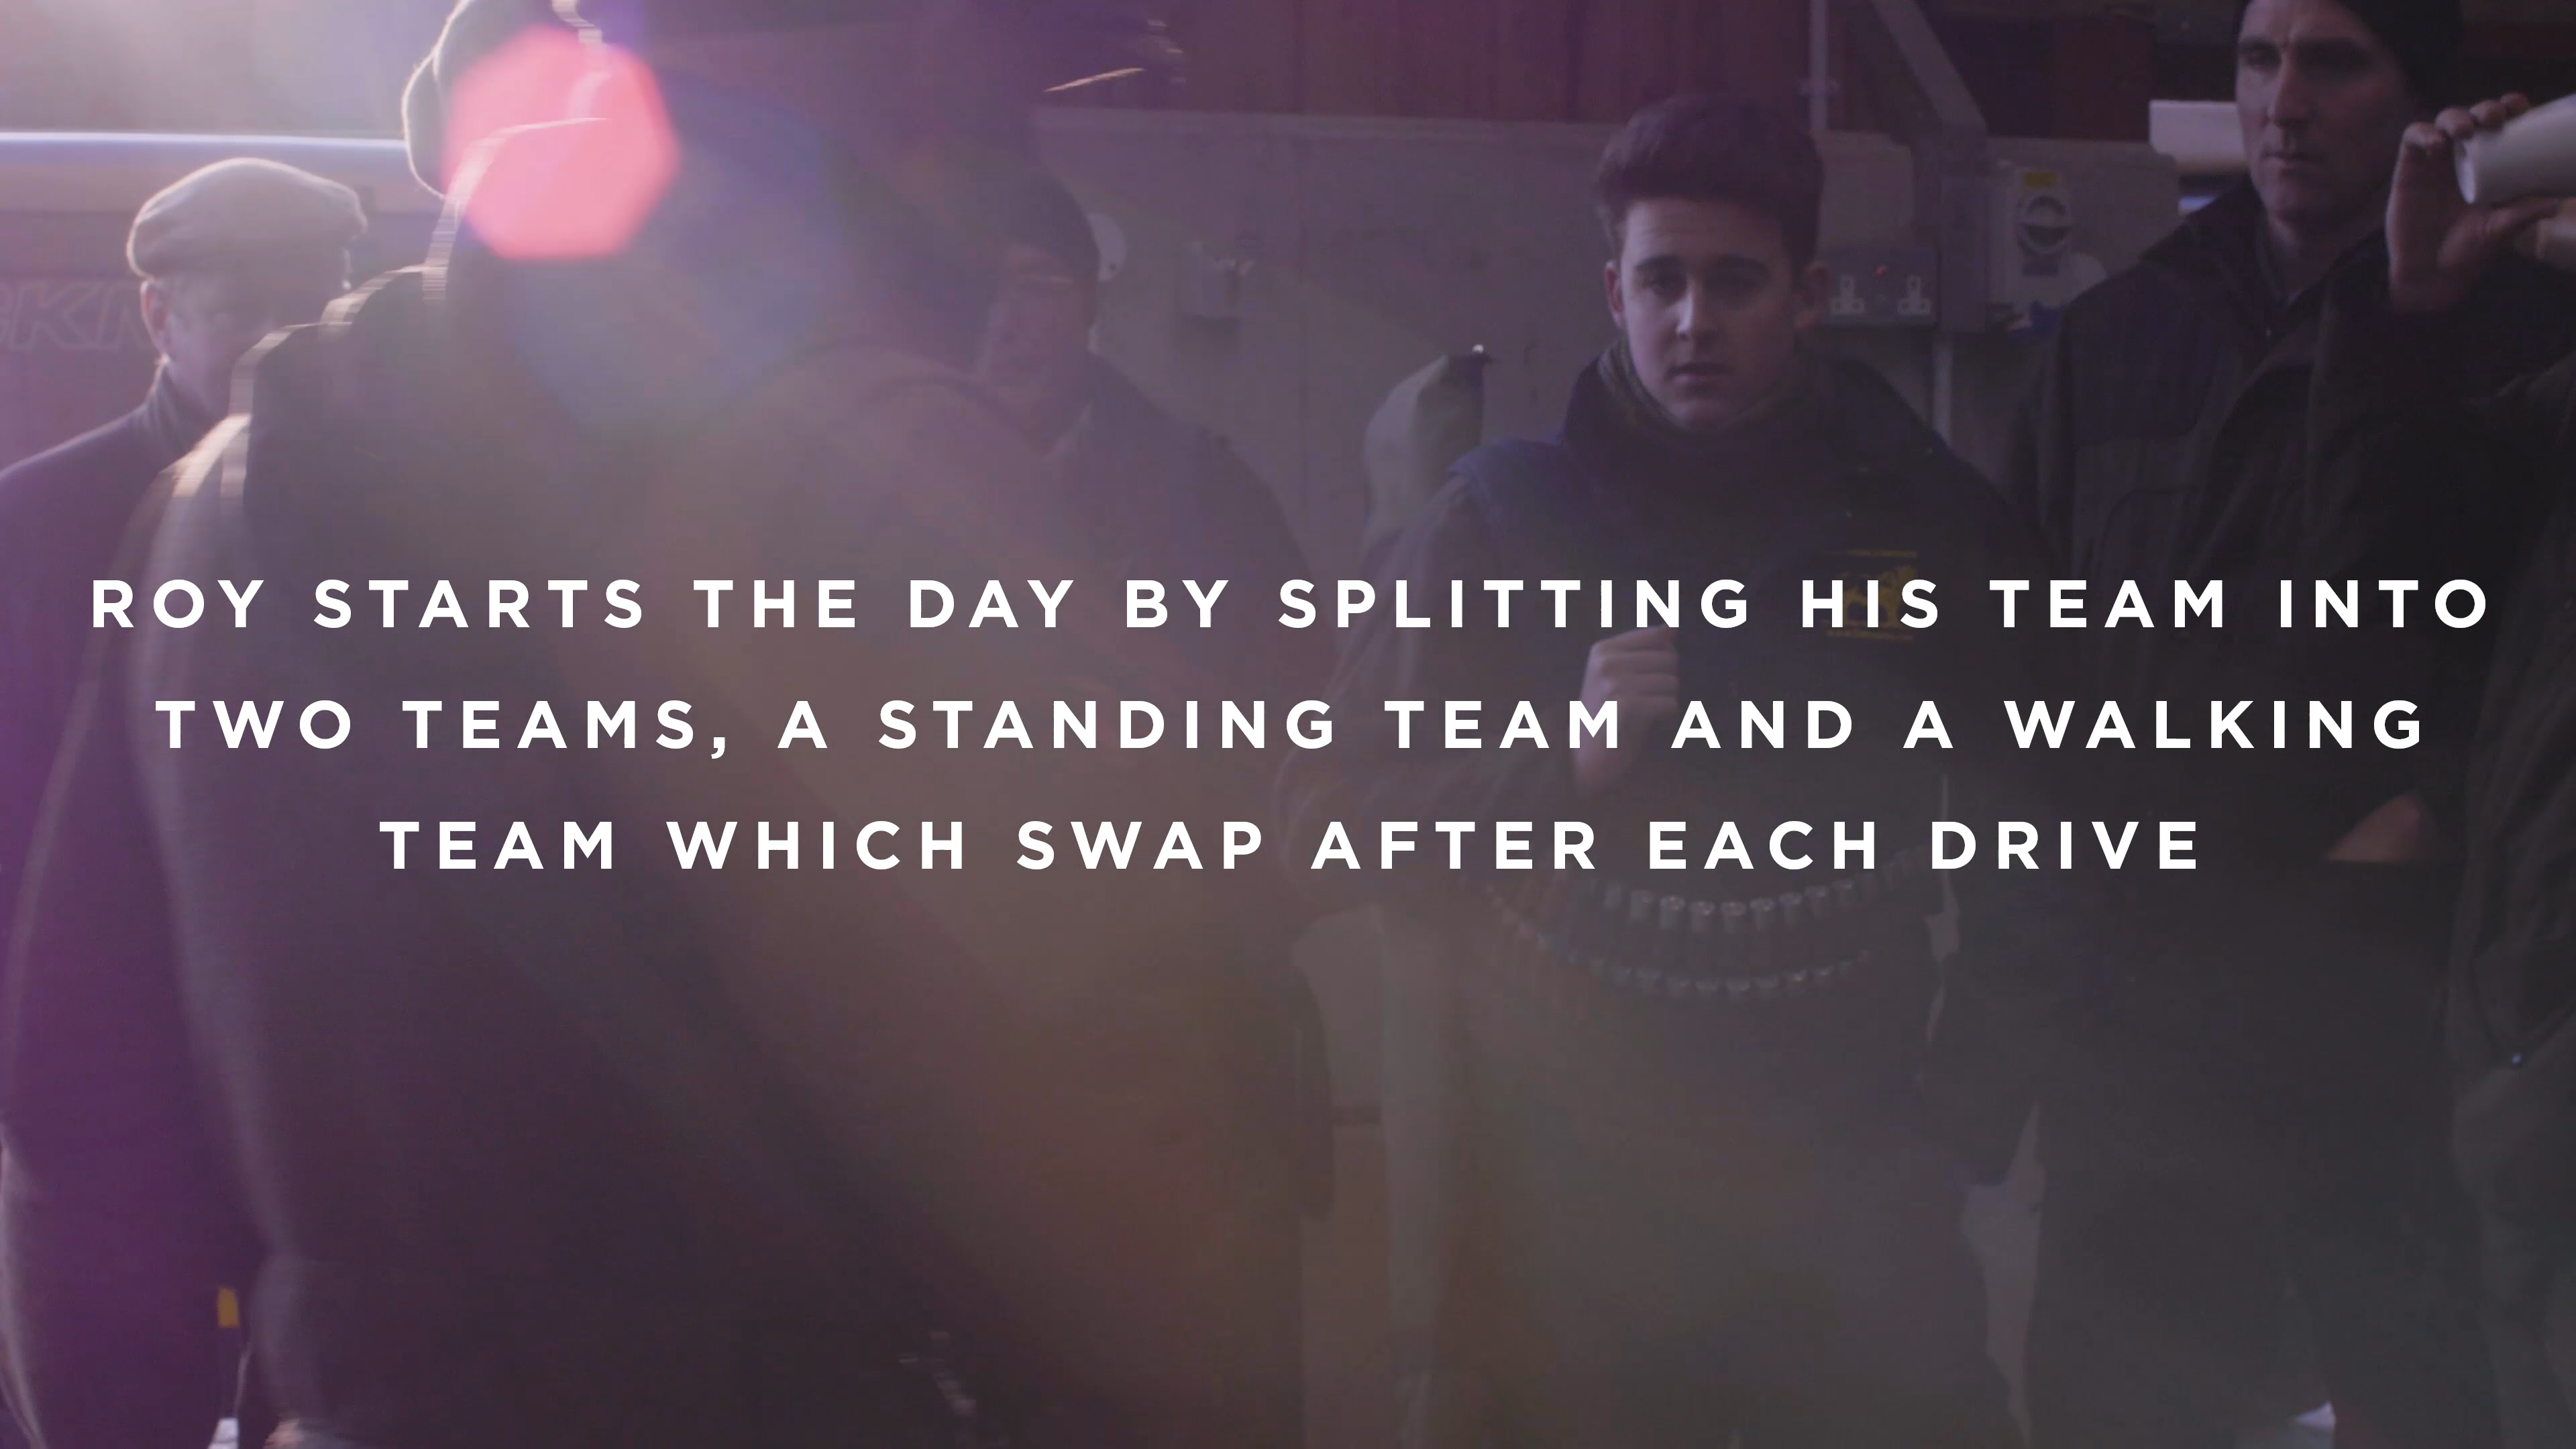 ROY STARTS THE DAY BY SPLITTING HIS TEAM INTO
TWO TEAMS, A STANDING TEAM AND A WALKING
TEAM WHICH SWAP AFTER EACH DRIVE